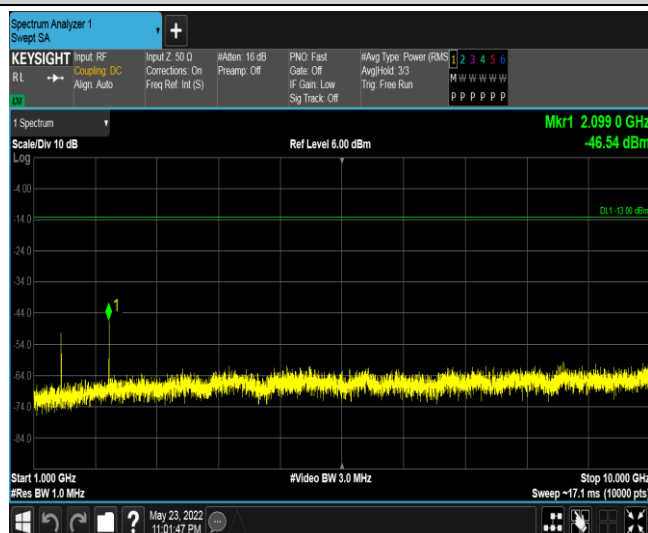 Spectrum Analyzer 1
Swept SA
+
KEYSIGHT
RL
LXI
Input: RF
Coupling: DC
Align: Auto
Input Z: 50 Ω
Corrections: On
Freq Ref: Int (S)
#Atten: 16 dB
Preamp: Off
PNO: Fast
Gate: Off
IF Gain: Low
Sig Track: Off
#Avg Type: Power (RMS
Avg|Hold: 3/3
Trig: Free Run
1 2 3 4 5 6
M W W W W W
P P P P P P
1 Spectrum
Mkr1 2.099 0 GHz
Scale/Div 10 dB
Ref Level 6.00 dBm
-46.54 dBm
Log
-4.00
DL1 -13.00 dBm
-14.0
-24.0
-34.0
1
-44.0
-54.0
-64.0
-74.0
-84.0
Start 1.000 GHz
#Video BW 3.0 MHz
Stop 10.000 GHz
#Res BW 1.0 MHz
Sweep ~17.1 ms (10000 pts)
?
May 23, 2022
11:01:47 PM